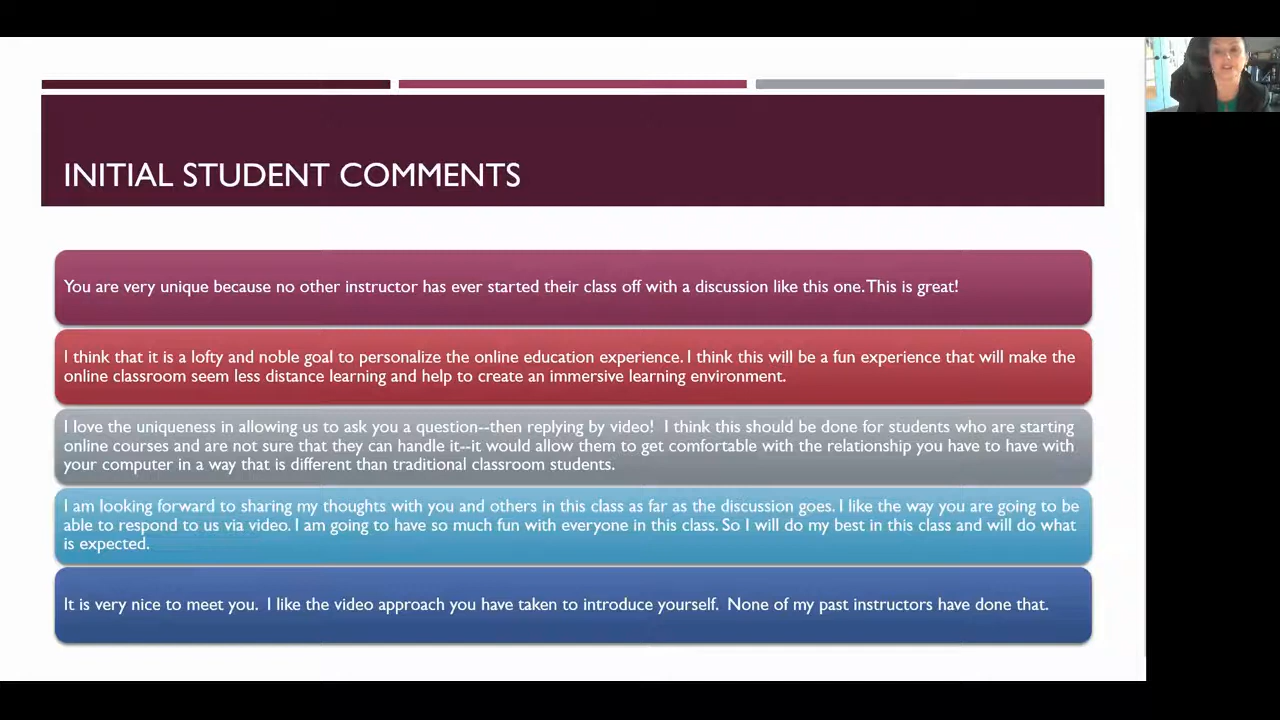 INITIAL STUDENT COMMENTS
You are very unique because no other instructor has ever started their class off with a discussion like this one. This is great!
I think that it is a lofty and noble goal to personalize the online education experience. I think this will be a fun experience that will make the
online classroom seem less distance learning and help to create an immersive learning environment.
I love the uniqueness in allowing us to ask you a question--then replying by video!  I think this should be done for students who are starting
online courses and are not sure that they can handle it--it would allow them to get comfortable with the relationship you have to have with
your computer in a way that is different than traditional classroom students.
I am looking forward to sharing my thoughts with you and others in this class as far as the discussion goes. I like the way you are going to be
able to respond to us via video. I am going to have so much fun with everyone in this class. So I will do my best in this class and will do what
is expected.
It is very nice to meet you.  I like the video approach you have taken to introduce yourself.  None of my past instructors have done that.